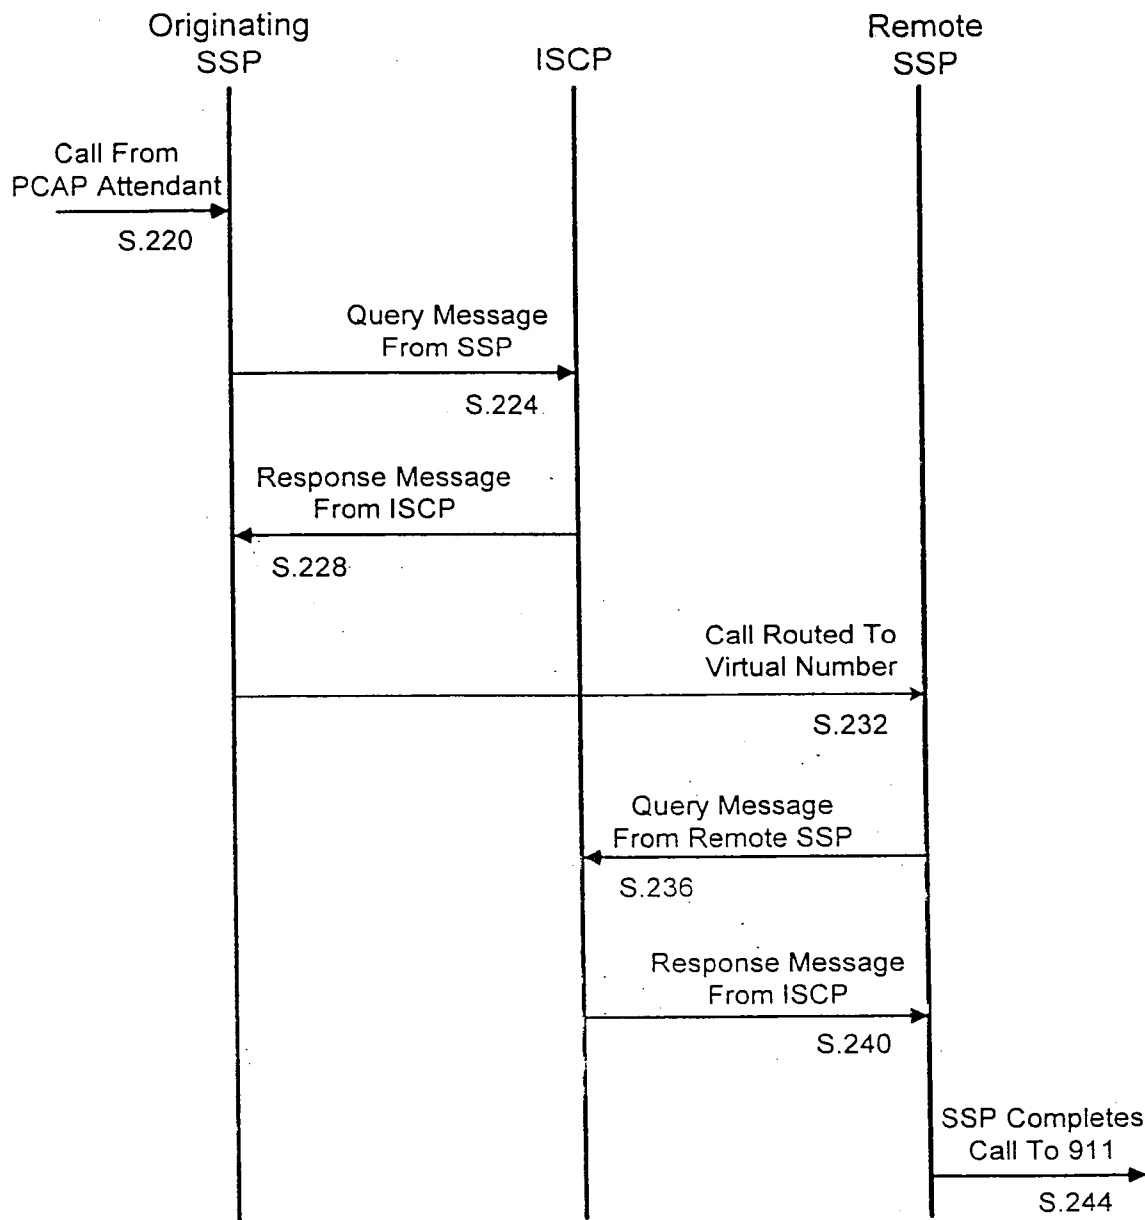 Originating
SSP
ISCP
Remote
SSP
Call From
PCAP Attendant
S.220
Query Message
From SSP
S.224
Response Message
From ISCP
S.228
Call Routed To
Virtual Number
S.232
Query Message
From Remote SSP
S.236
Response Message
From ISCP
S.240
SSP Completes
Call To 911
S.244